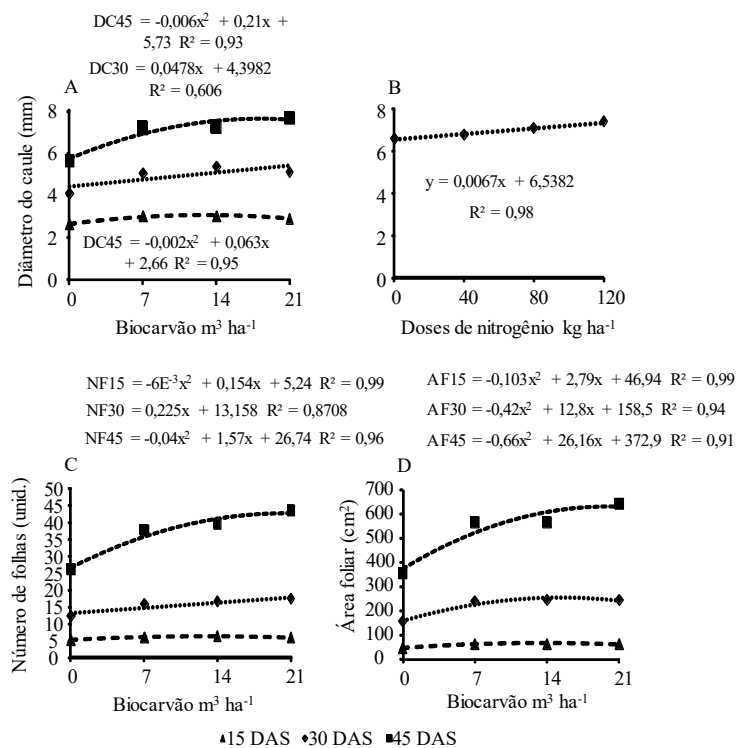 DC45 = -0,006x² + 0,21x +
5,73 R² = 0,93
DC30 = 0,0478x + 4,3982
R² = 0,606
A
Diâmetro do caule (mm)
8
6
4
2
0
DC45 = -0,002x² + 0,063x
+ 2,66 R² = 0,95
0 7 14 21
Biocarvão m³ ha⁻¹
B
8
6
4
2
0
y = 0,0067x + 6,5382
R² = 0,98
0 40 80 120
Doses de nitrogênio kg ha⁻¹
NF15 = -6E⁻³x² + 0,154x + 5,24 R² = 0,99
NF30 = 0,225x + 13,158 R² = 0,8708
NF45 = -0,04x² + 1,57x + 26,74 R² = 0,96
C
Número de folhas (unid.)
50
45
40
35
30
25
20
15
10
5
0
0 7 14 21
Biocarvão m³ ha⁻¹
AF15 = -0,103x² + 2,79x + 46,94 R² = 0,99
AF30 = -0,42x² + 12,8x + 158,5 R² = 0,94
AF45 = -0,66x² + 26,16x + 372,9 R² = 0,91
D
Área foliar (cm²)
700
600
500
400
300
200
100
0
0 7 14 21
Biocarvão m³ ha⁻¹
15 DAS 30 DAS 45 DAS